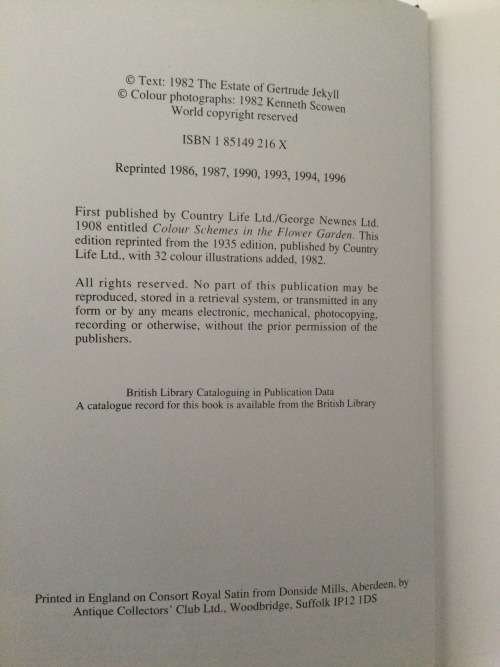 © Text: 1982 The Estate of Gertrude Jekyll
© Colour photographs: 1982 Kenneth Scowen
World copyright reserved
ISBN 1 85149 216 X
Reprinted 1986, 1987, 1990, 1993, 1994, 1996
First published by Country Life Ltd./George Newnes Ltd.
1908 entitled Colour Schemes in the Flower Garden. This
edition reprinted from the 1935 edition, published by Country
Life Ltd., with 32 colour illustrations added, 1982.
All rights reserved. No part of this publication may be
reproduced, stored in a retrieval system, or transmitted in any
form or by any means electronic, mechanical, photocopying,
recording or otherwise, without the prior permission of the
publishers.
British Library Cataloguing in Publication Data
A catalogue record for this book is available from the British Library
Printed in England on Consort Royal Satin from Donside Mills, Aberdeen, by
Antique Collectors' Club Ltd., Woodbridge, Suffolk IP12 1DS